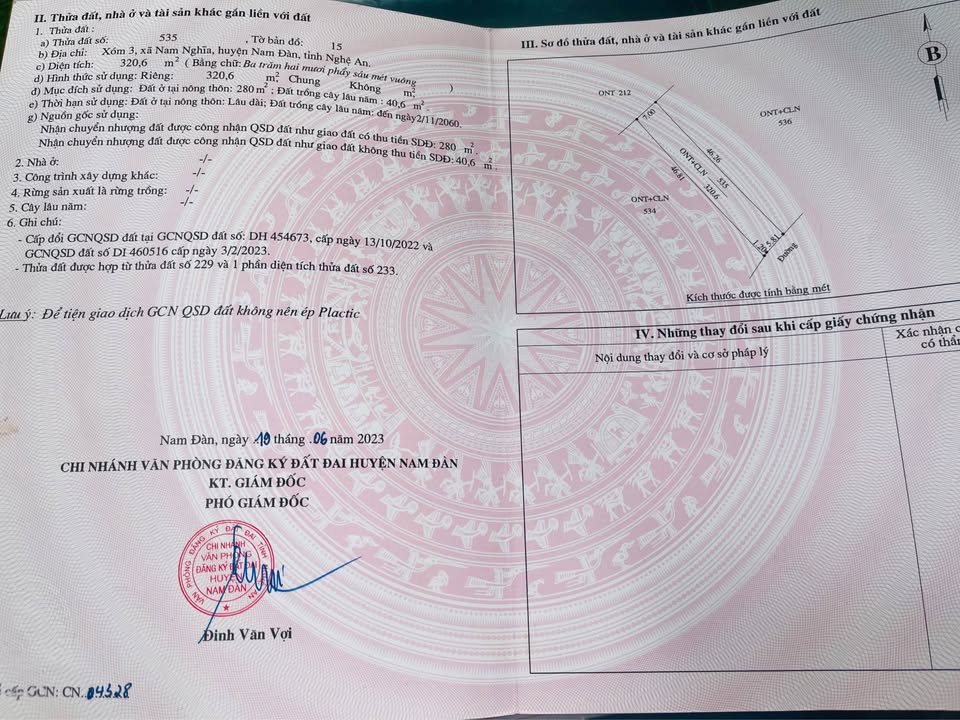 II. Thửa đất, nhà ở và tài sản khác gắn liền với đất
1. Thửa đất :
a) Thửa đất số: 535 , Tờ bản đồ: 15
b) Địa chỉ: Xóm 3, xã Nam Nghĩa, huyện Nam Đàn, tỉnh Nghệ An.
c) Diện tích: 320,6 m² ( Bằng chữ: Ba trăm hai mươi phẩy sáu mét vuông )
d) Hình thức sử dụng: Riêng: 320,6 m², Chung Không m²
đ) Mục đích sử dụng: Đất ở tại nông thôn: 280 m² ; Đất trồng cây lâu năm : 40,6 m².
e) Thời hạn sử dụng: Đất ở tại nông thôn: Lâu dài; Đất trồng cây lâu năm: đến ngày2/11/2060.
g) Nguồn gốc sử dụng:
Nhận chuyển nhượng đất được công nhận QSD đất như giao đất có thu tiền SDĐ: 280 m².
Nhận chuyển nhượng đất được công nhận QSD đất như giao đất không thu tiền SDĐ: 40,6 m².
2. Nhà ở: -/-
3. Công trình xây dựng khác: -/-
4. Rừng sản xuất là rừng trồng: -/-
5. Cây lâu năm: -/-
6. Ghi chú:
- Cấp đổi GCNQSD đất tại GCNQSD đất số: DH 454673, cấp ngày 13/10/2022 và
GCNQSD đất số DI 460516 cấp ngày 3/2/2023.
- Thửa đất được hợp từ thửa đất số 229 và 1 phần diện tích thửa đất số 233.
Lưu ý: Để tiện giao dịch GCN QSD đất không nên ép Plactic
Nam Đàn, ngày 19 tháng .06 năm 2023
CHI NHÁNH VĂN PHÒNG ĐĂNG KÝ ĐẤT ĐAI HUYỆN NAM ĐÀN
KT. GIÁM ĐỐC
PHÓ GIÁM ĐỐC
CHI NHÁNH
VĂN PHÒNG
ĐĂNG KÝ ĐẤT ĐAI
HUYỆN
NAM ĐÀN
Đinh Văn Vợi
cấp GCN: CN..04528
III. Sơ đồ thửa đất, nhà ở và tài sản khác gắn liền với đất
B
ONT 212
ONT+CLN
536
7.00
46.26
535
ONT+CLN
320.6
46.81
ONT+CLN
534
5.81
Đường
Kích thước được tính bằng mét
IV. Những thay đổi sau khi cấp giấy chứng nhận
Nội dung thay đổi và cơ sở pháp lý
Xác nhận c
có thẩ